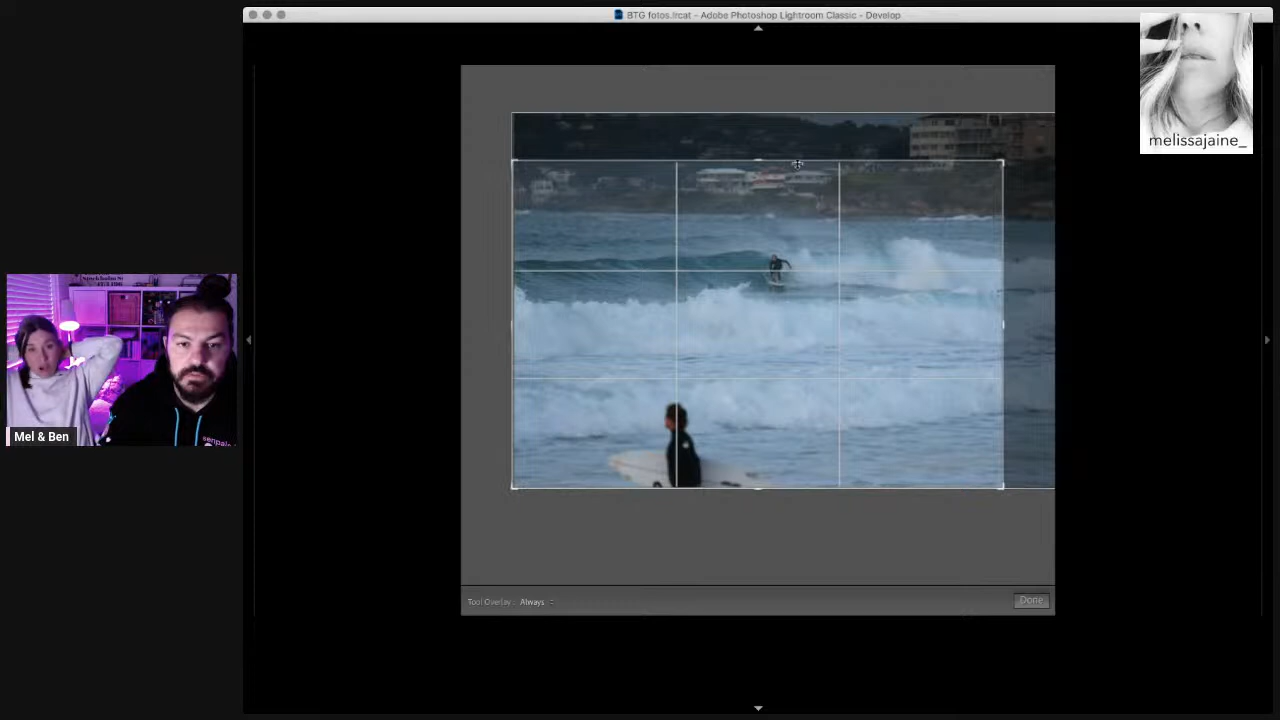 BTG fotos.lrcat - Adobe Photoshop Lightroom Classic - Develop
melissajaine_
Mel & Ben
Tool Overlay: Always
Done